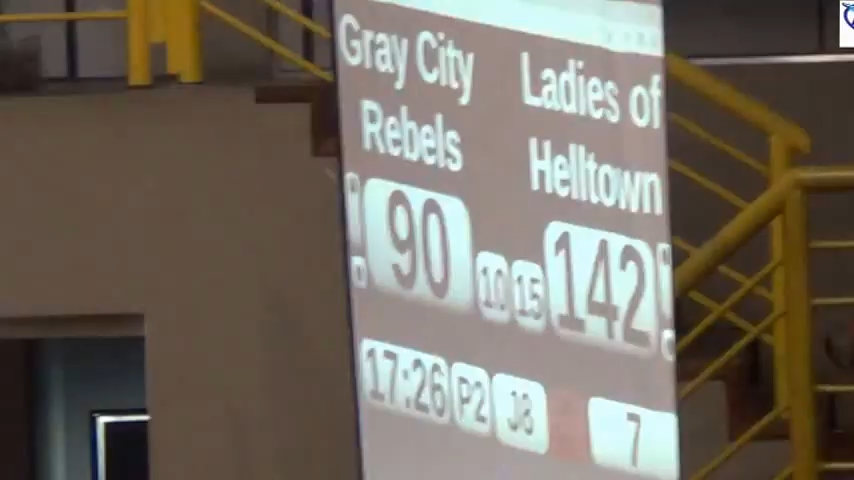 Gray City
Rebels
Ladies of
Helltown
90 10 15 142
17:26 P2 J8 7